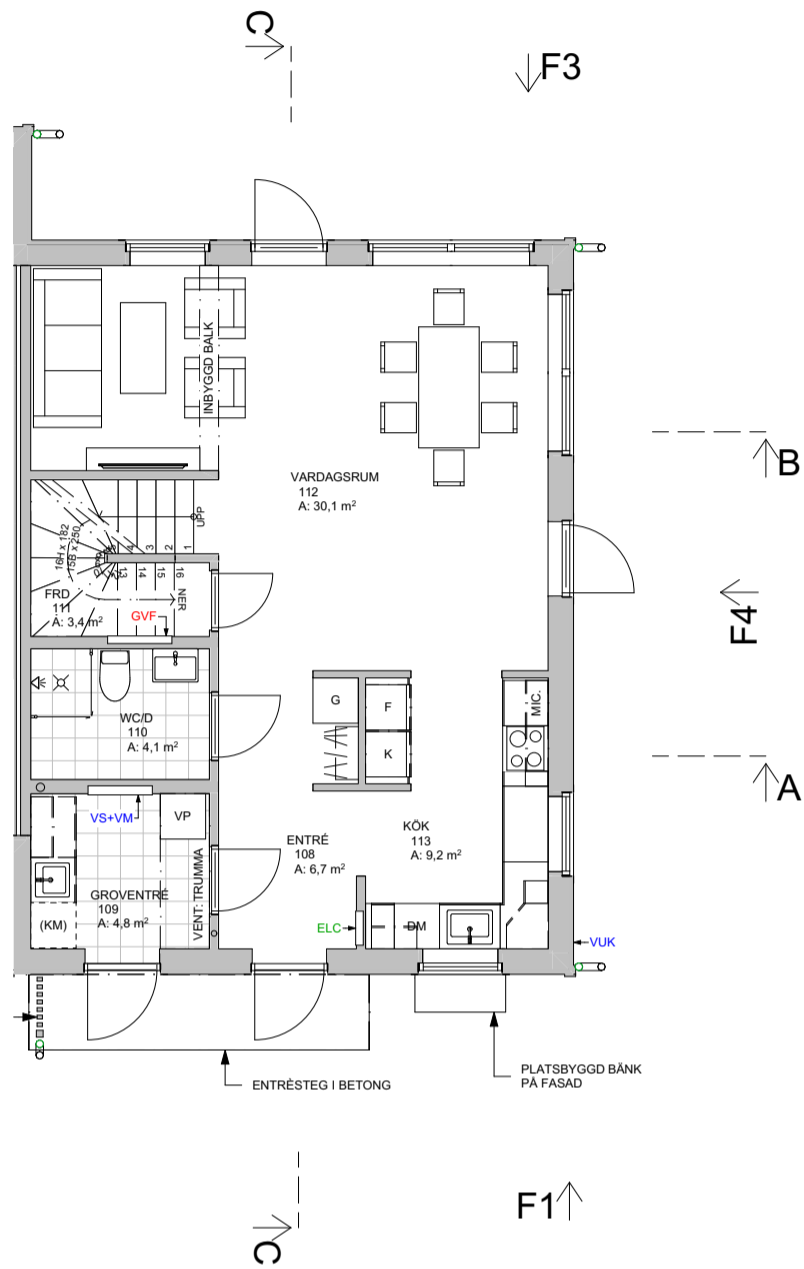 C
F3
INBYGGD BALK
VARDAGSRUM
112
A: 30,1 m²
B
UPP
1
2
3
4
16H x 182
15B x 250
13
14
15
16
NER
FRD
111
A: 3,4 m²
GVF
F4
WC/D
110
A: 4,1 m²
G
F
K
MIC.
A
VS+VM
VP
VENT: TRUMMA
ENTRÉ
108
A: 6,7 m²
KÖK
113
A: 9,2 m²
GROVENTRÉ
109
A: 4,8 m²
(KM)
ELC
DM
VUK
ENTRÉSTEG I BETONG
PLATSBYGGD BÄNK
PÅ FASAD
F1
C